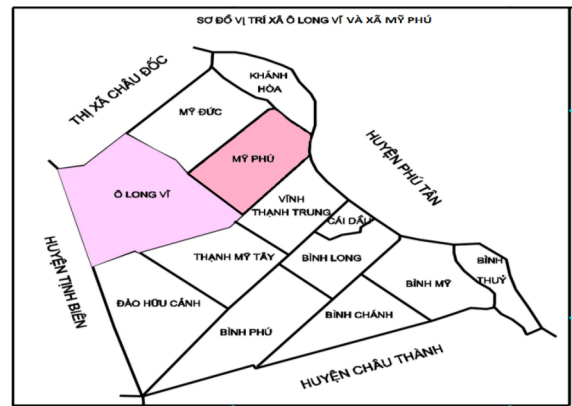 SƠ ĐỒ VỊ TRÍ XÃ Ô LONG VĨ VÀ XÃ MỸ PHÚ
THỊ XÃ CHÂU ĐỐC
KHÁNH
HÒA
MỸ ĐỨC
MỸ PHÚ
HUYỆN PHÚ TÂN
Ô LONG VĨ
VĨNH
THẠNH TRUNG
CÁI DẦU
HUYỆN TỊNH BIÊN
THẠNH MỸ TÂY
BÌNH LONG
BÌNH
THUỶ
BÌNH MỸ
ĐÀO HỮU CẢNH
BÌNH CHÁNH
BÌNH PHÚ
HUYỆN CHÂU THÀNH